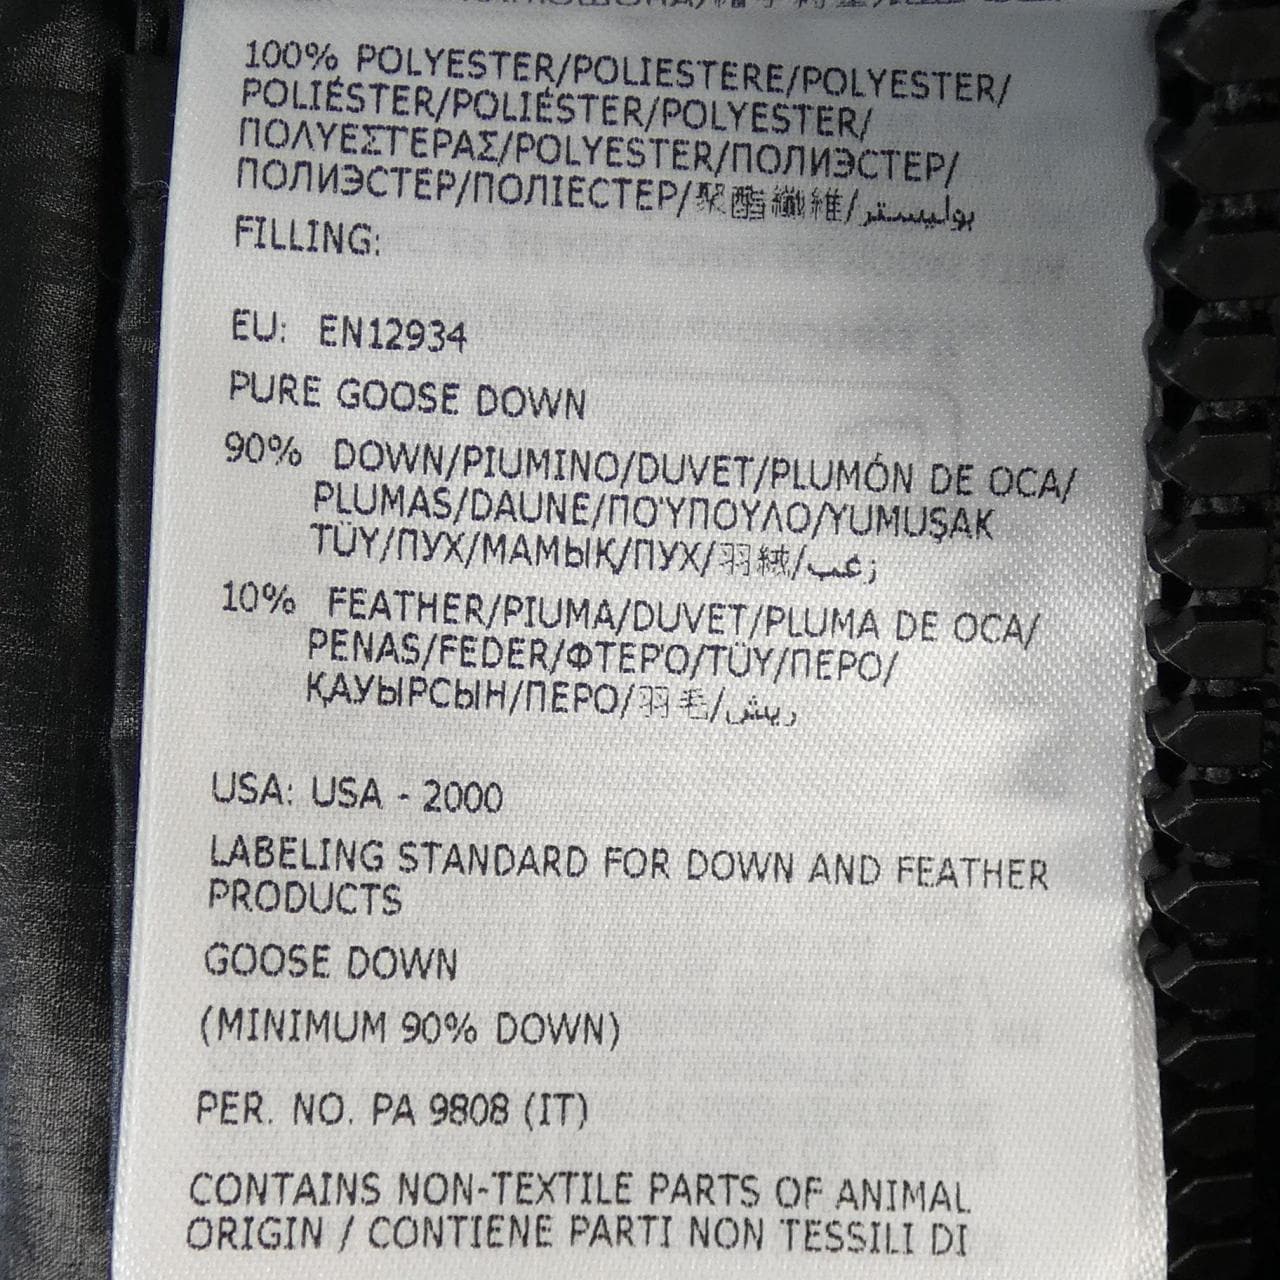 100% POLYESTER/POLIESTERE/POLYESTER/
POLIÉSTER/POLIÉSTER/POLYESTER/
ΠΟΛΥΕΣΤΕΡΑΣ/POLYESTER/ПОЛИЭСТЕР/
ПОЛИЭСТЕР/ПОЛІЕСТЕР/聚酯纖維/بوليستر
FILLING:
EU: EN12934
PURE GOOSE DOWN
90% DOWN/PIUMINO/DUVET/PLUMÓN DE OCA/
PLUMAS/DAUNE/ΠΟΎΠΟΥΛΟ/YUMUŞAK
TÜY/ПУХ/МАМЫҚ/ПУХ/羽絨/زغب
10% FEATHER/PIUMA/DUVET/PLUMA DE OCA/
PENAS/FEDER/ΦΤΕΡΌ/TÜY/ПЕРО/
ҚАУЫРСЫН/ПЕРО/羽毛/ريش
USA: USA - 2000
LABELING STANDARD FOR DOWN AND FEATHER
PRODUCTS
GOOSE DOWN
(MINIMUM 90% DOWN)
PER. NO. PA 9808 (IT)
CONTAINS NON-TEXTILE PARTS OF ANIMAL
ORIGIN / CONTIENE PARTI NON TESSILI DI